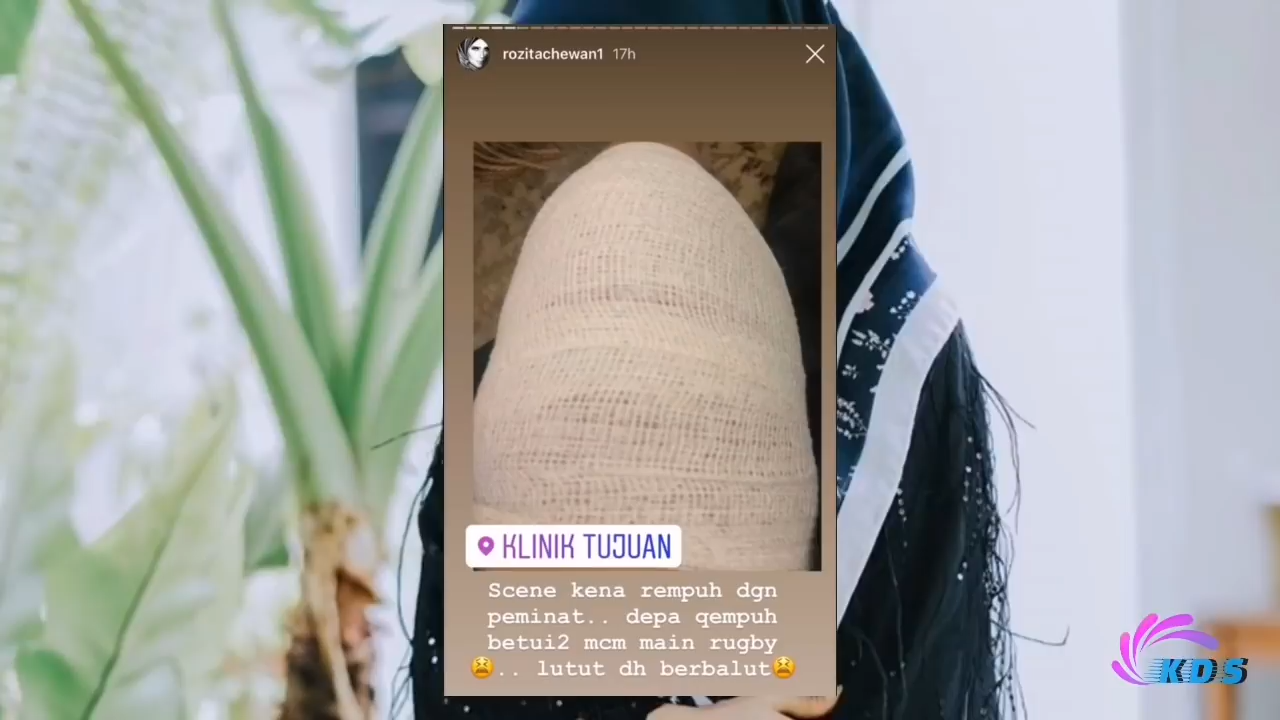 rozitachewan1 17h
KLINIK TUJUAN
Scene kena rempuh dgn
peminat.. depa qempuh
betui2 mcm main rugby
😫.. lutut dh berbalut😫
KDS